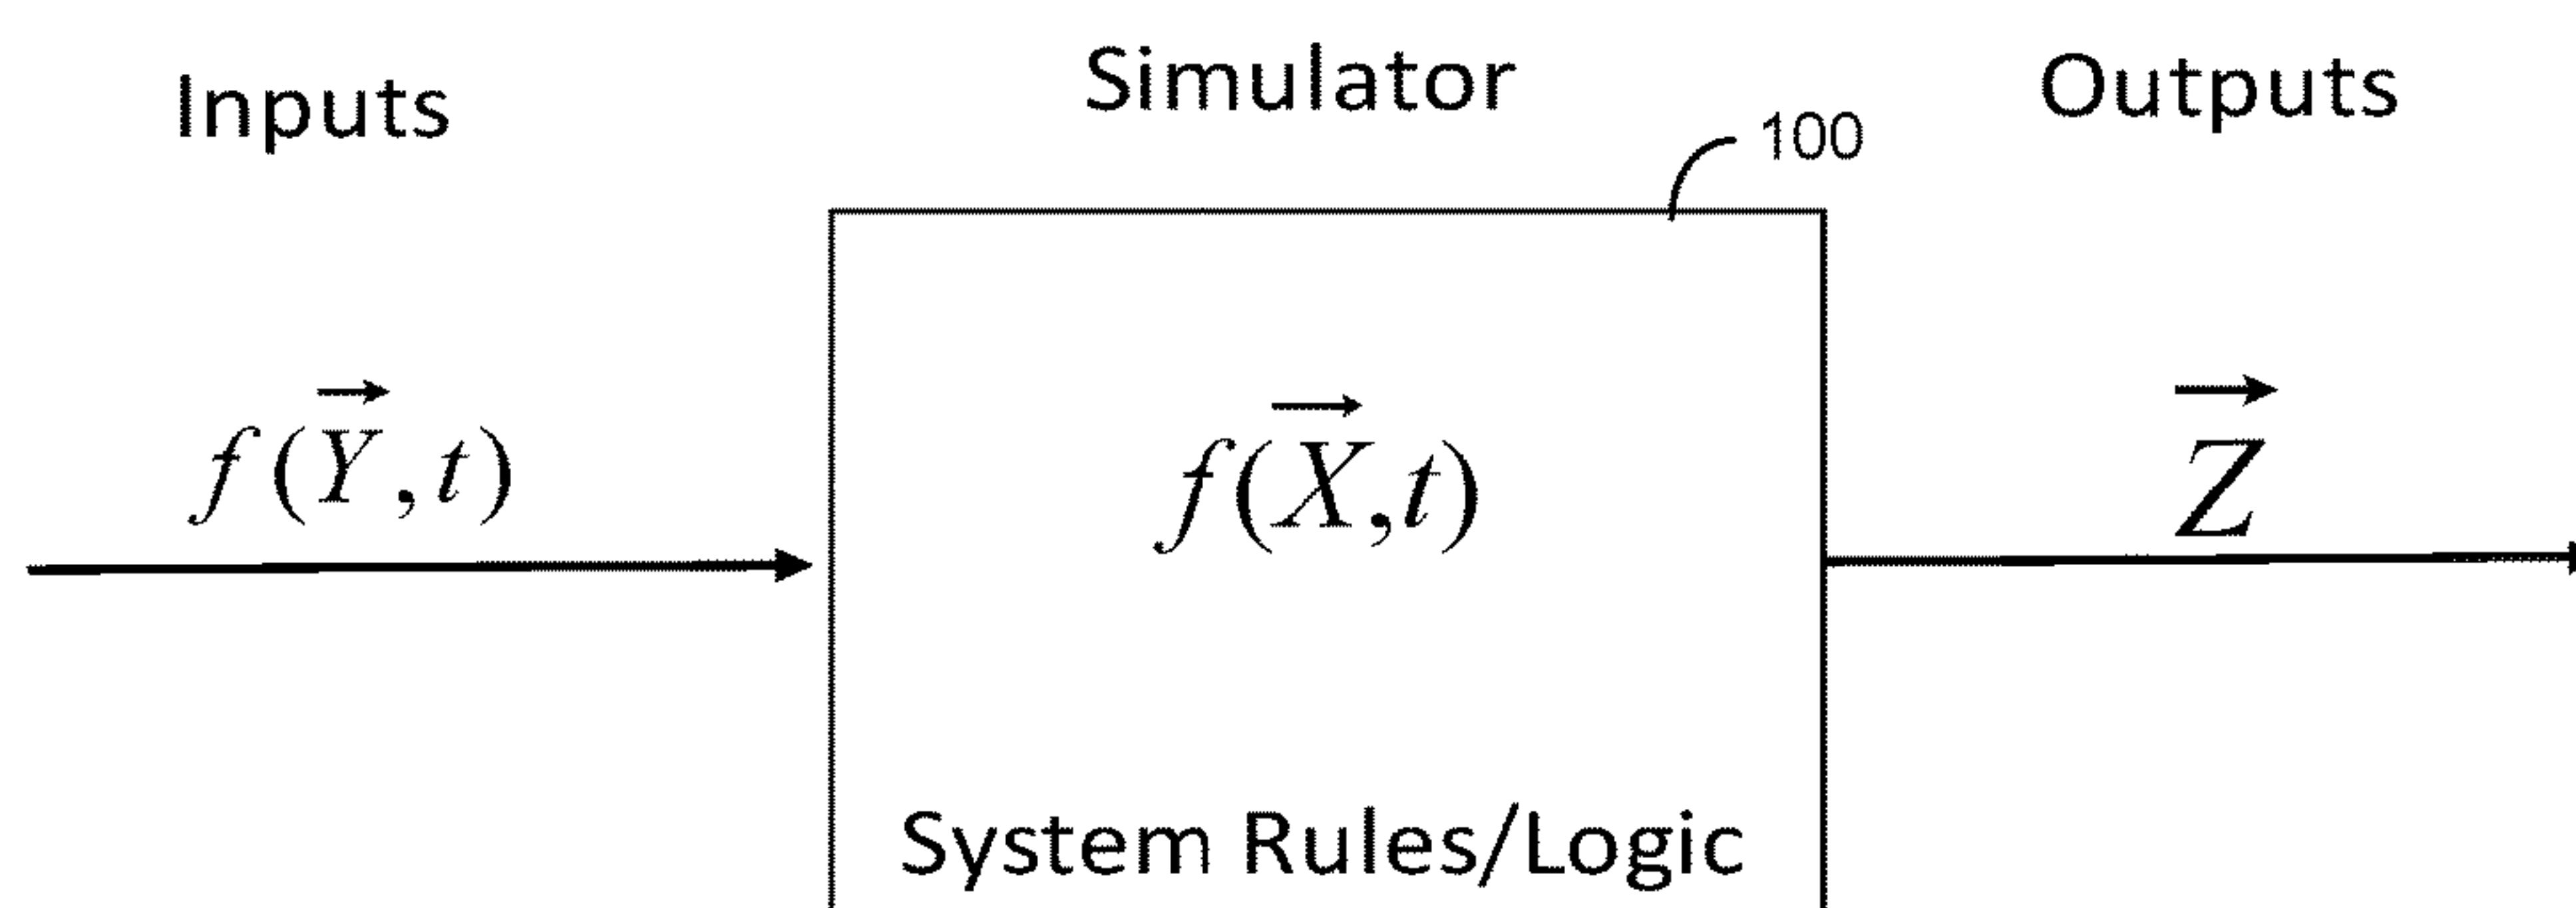 Inputs
Simulator
Outputs
100
f(Y⃗,t)
f(X⃗,t)
Z⃗
System Rules/Logic